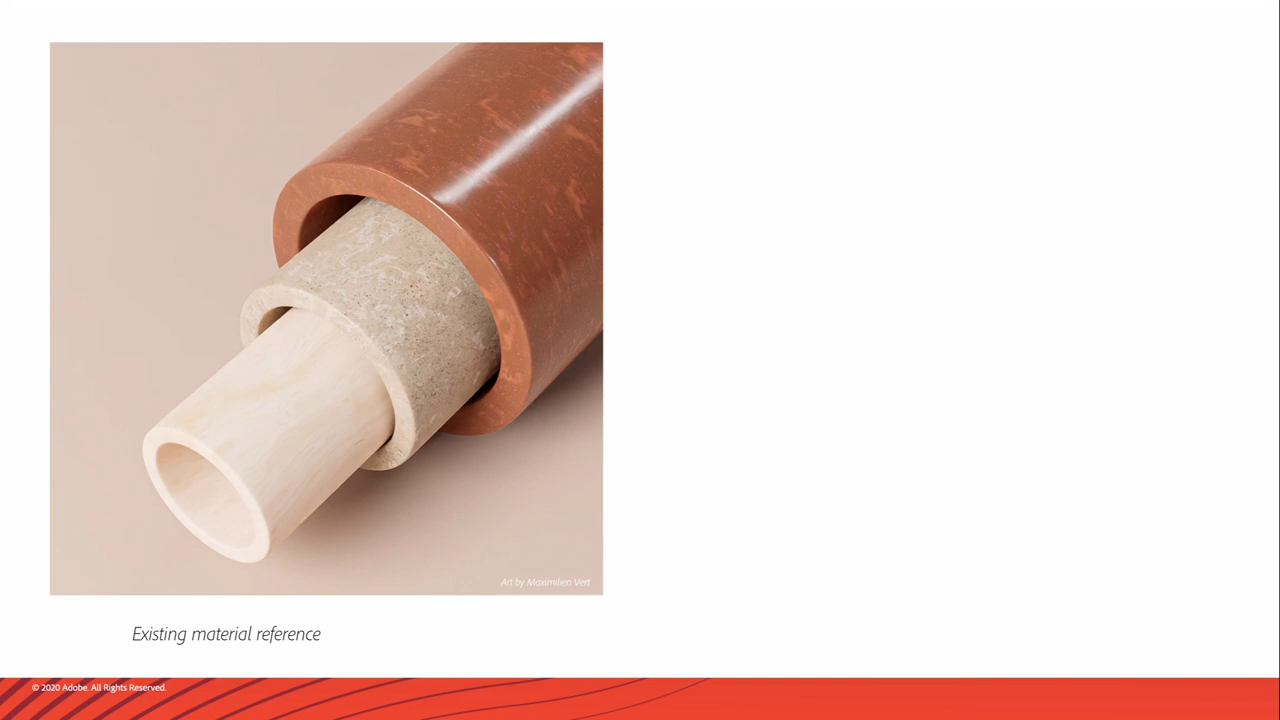 Art by Maximilien Vert
Existing material reference
© 2020 Adobe. All Rights Reserved.